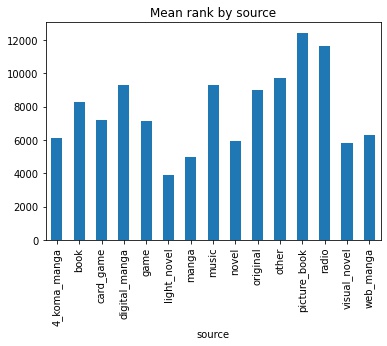 Mean rank by source
12000
10000
8000
6000
4000
2000
0
4_koma_manga
book
card_game
digital_manga
game
light_novel
manga
music
novel
original
other
picture_book
radio
visual_novel
web_manga
source